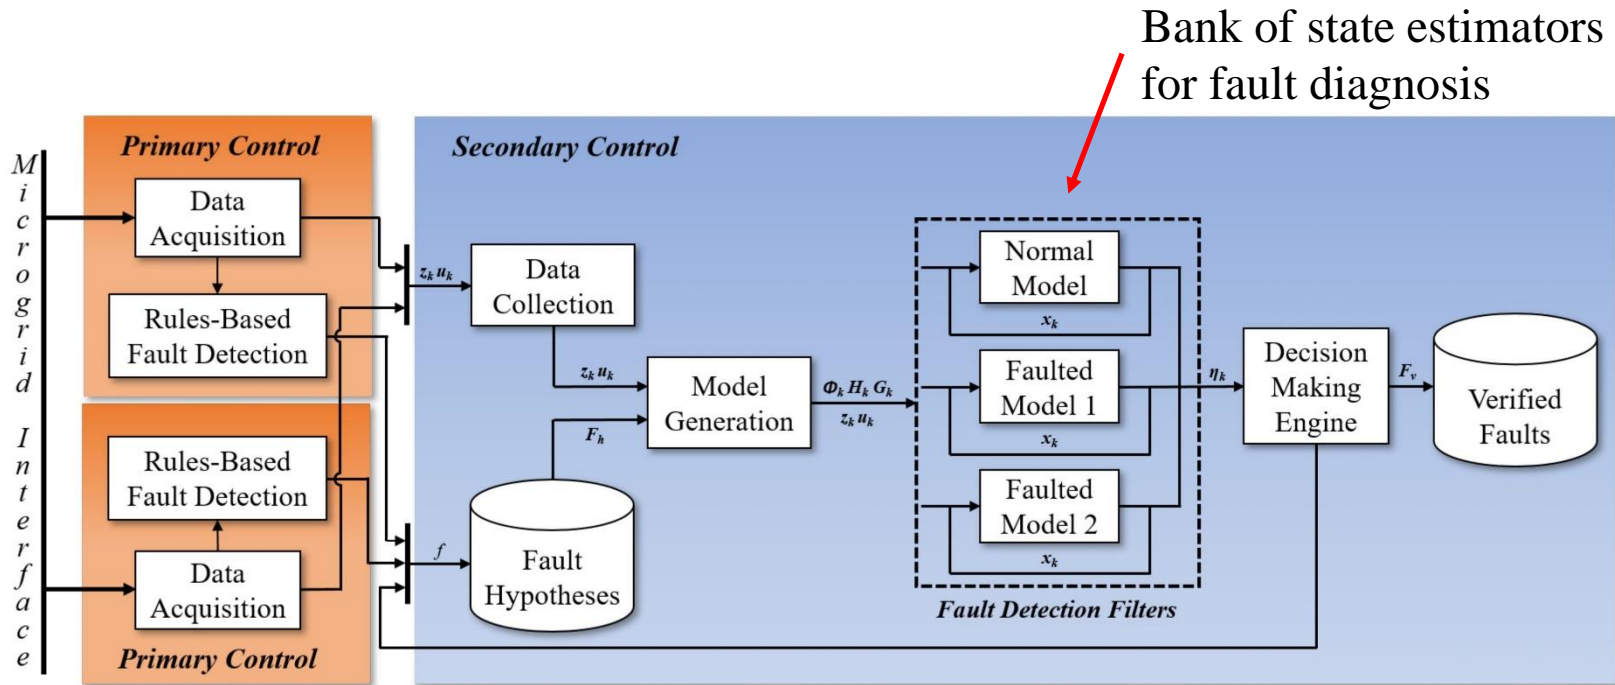 Bank of state estimators
for fault diagnosis
Microgrid Interface
Primary Control
Data
Acquisition
Rules-Based
Fault Detection
Rules-Based
Fault Detection
Data
Acquisition
Primary Control
Secondary Control
z_k u_k
Data
Collection
z_k u_k
f
Fault
Hypotheses
F_h
Model
Generation
Φ_k H_k G_k
z_k u_k
Normal
Model
x_k
Faulted
Model 1
x_k
Faulted
Model 2
x_k
Fault Detection Filters
η_k
Decision
Making
Engine
F_v
Verified
Faults